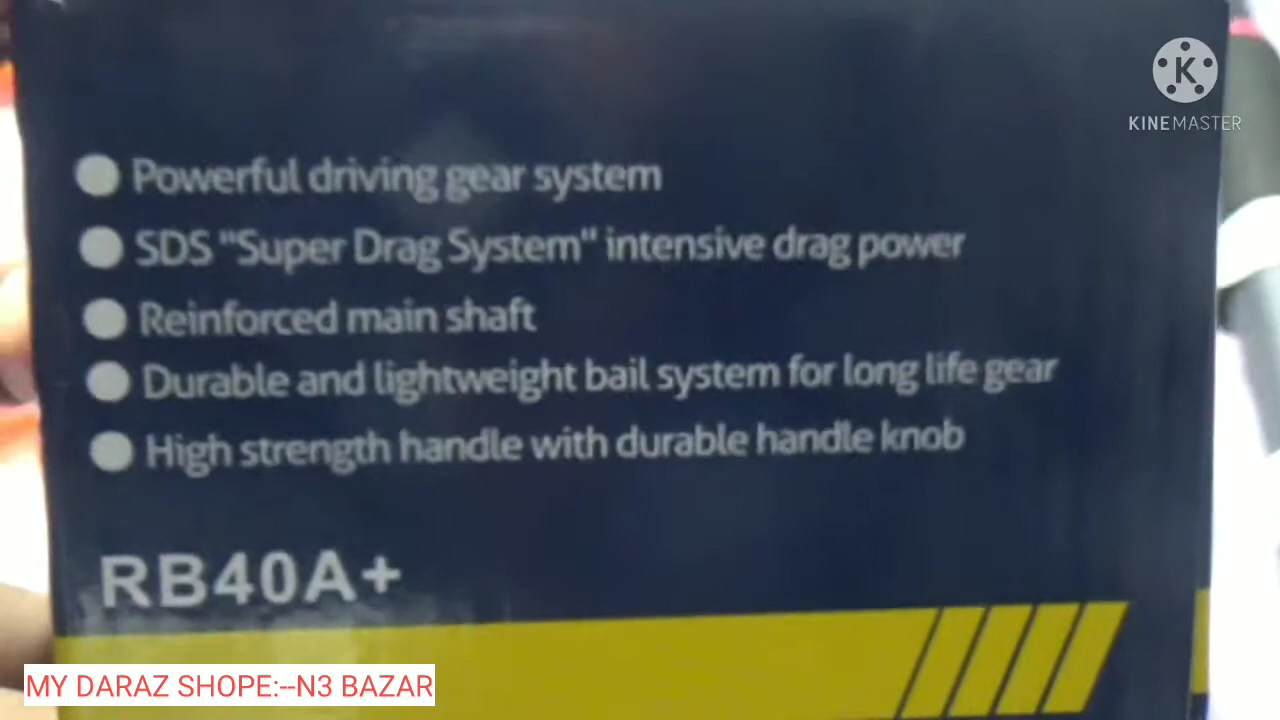 KINEMASTER
Powerful driving gear system
SDS "Super Drag System" intensive drag power
Reinforced main shaft
Durable and lightweight bail system for long life gear
High strength handle with durable handle knob
RB40A+
MY DARAZ SHOPE:--N3 BAZAR